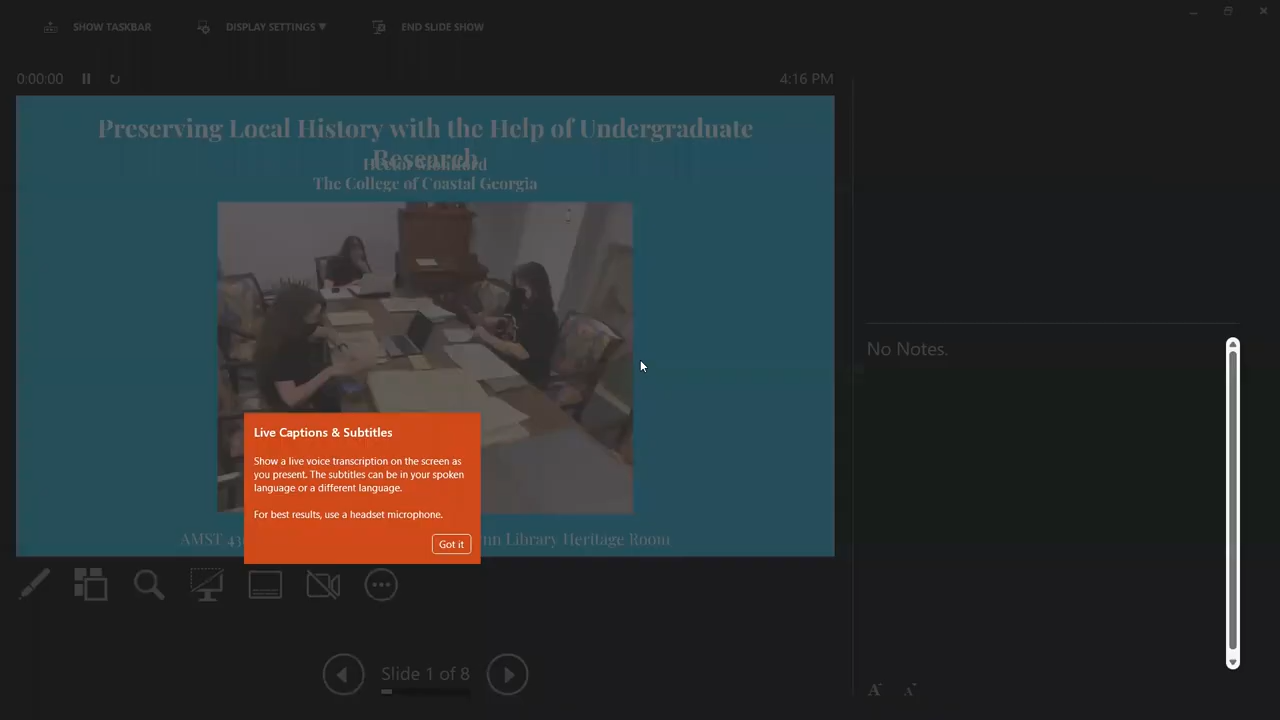 SHOW TASKBAR
DISPLAY SETTINGS ▼
END SLIDE SHOW
0:00:00
4:16 PM
Preserving Local History with the Help of Undergraduate
Research
The College of Coastal Georgia
Live Captions & Subtitles
Show a live voice transcription on the screen as
you present. The subtitles can be in your spoken
language or a different language.
For best results, use a headset microphone.
Got it
AMST Library Heritage Room
No Notes.
Slide 1 of 8
A A